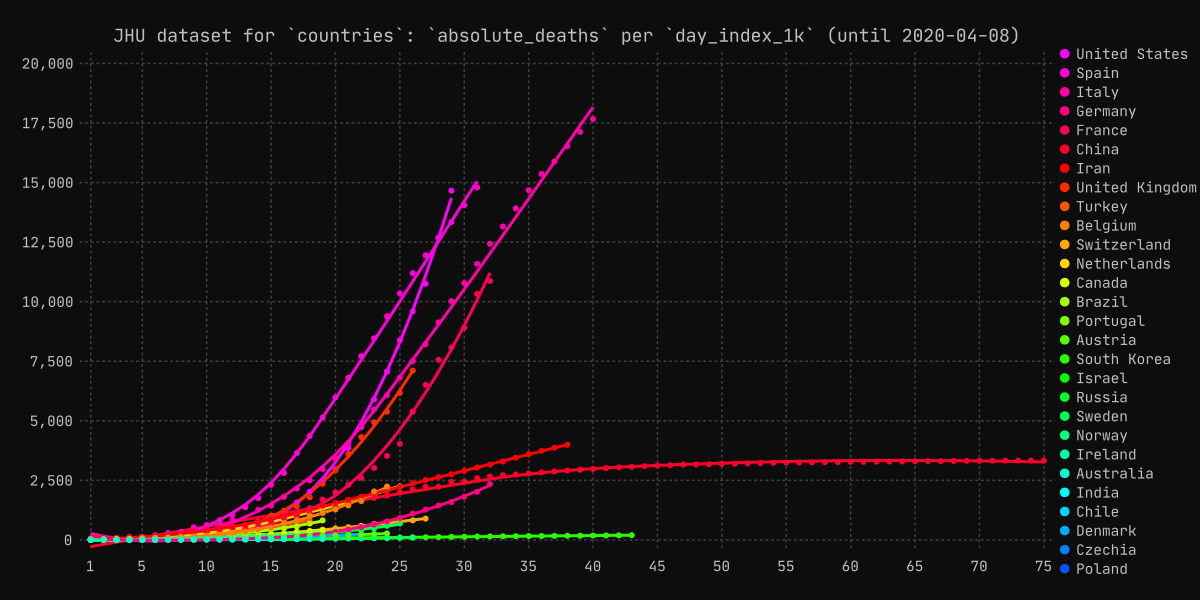 JHU dataset for `countries`: `absolute_deaths` per `day_index_1k` (until 2020-04-08)
20,000
17,500
15,000
12,500
10,000
7,500
5,000
2,500
0
1 5 10 15 20 25 30 35 40 45 50 55 60 65 70 75
United States
Spain
Italy
Germany
France
China
Iran
United Kingdom
Turkey
Belgium
Switzerland
Netherlands
Canada
Brazil
Portugal
Austria
South Korea
Israel
Russia
Sweden
Norway
Ireland
Australia
India
Chile
Denmark
Czechia
Poland